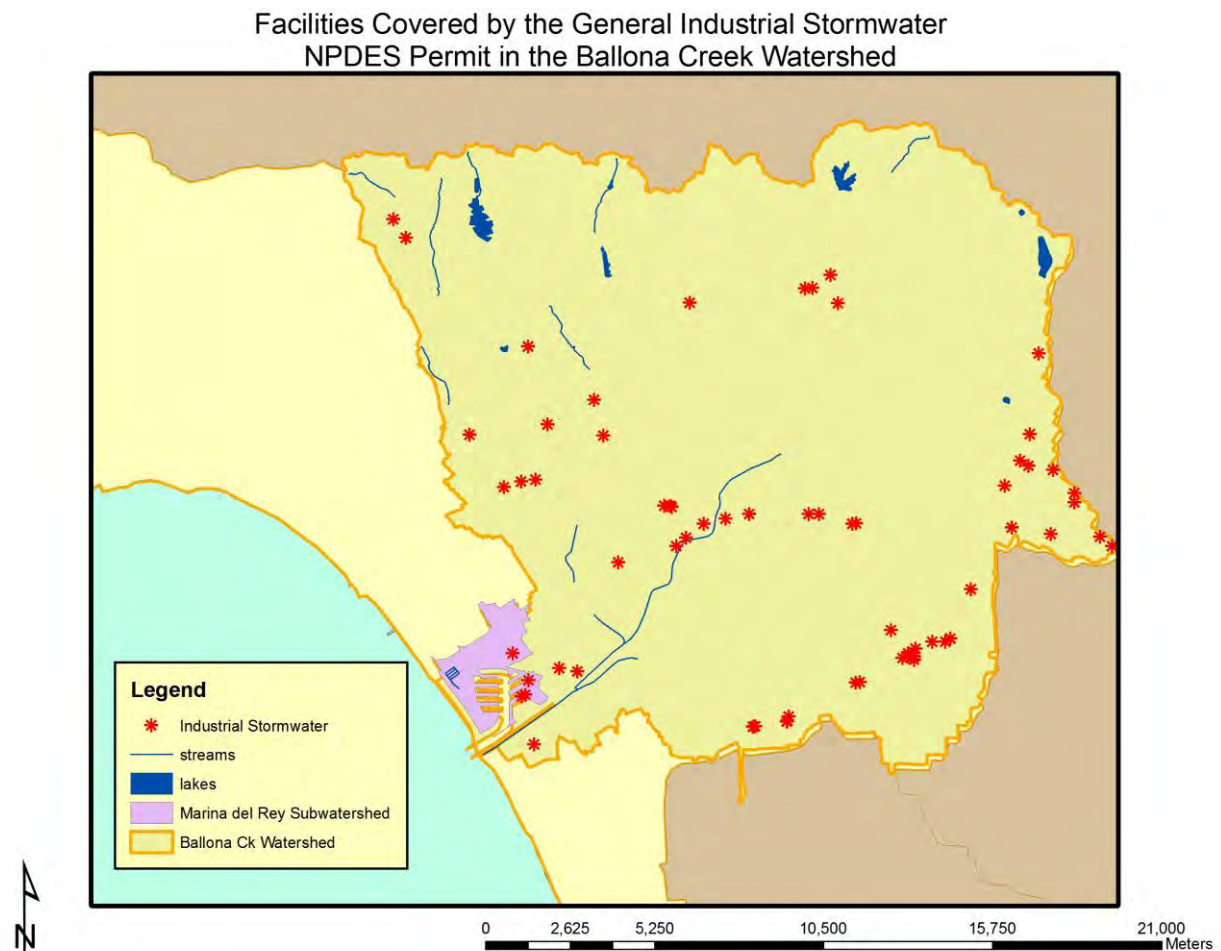 Facilities Covered by the General Industrial Stormwater
NPDES Permit in the Ballona Creek Watershed
Legend
Industrial Stormwater
streams
lakes
Marina del Rey Subwatershed
Ballona Ck Watershed
N
0 2,625 5,250 10,500 15,750 21,000
Meters